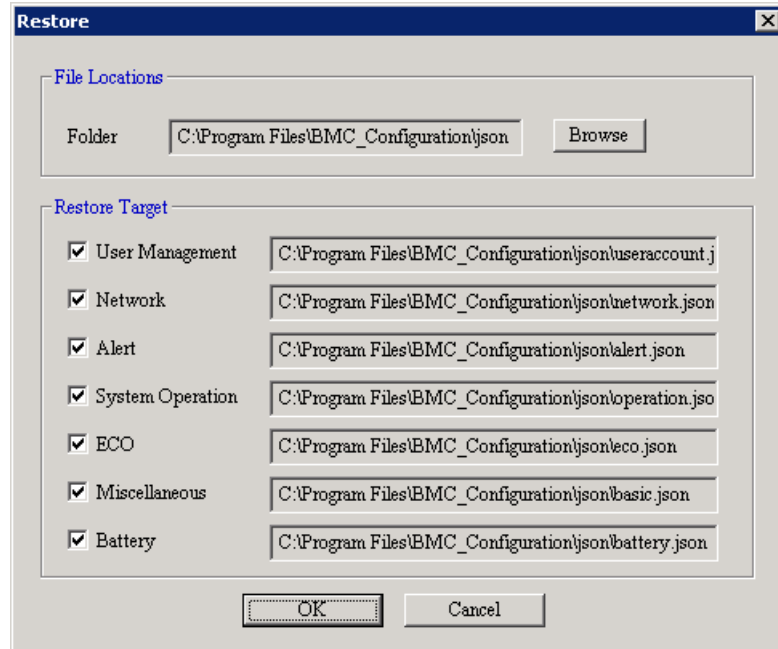 Restore
File Locations
Folder C:\Program Files\BMC_Configuration\json Browse
Restore Target
User Management C:\Program Files\BMC_Configuration\json\useraccount.j
Network C:\Program Files\BMC_Configuration\json\network.json
Alert C:\Program Files\BMC_Configuration\json\alert.json
System Operation C:\Program Files\BMC_Configuration\json\operation.jso
ECO C:\Program Files\BMC_Configuration\json\eco.json
Miscellaneous C:\Program Files\BMC_Configuration\json\basic.json
Battery C:\Program Files\BMC_Configuration\json\battery.json
OK Cancel